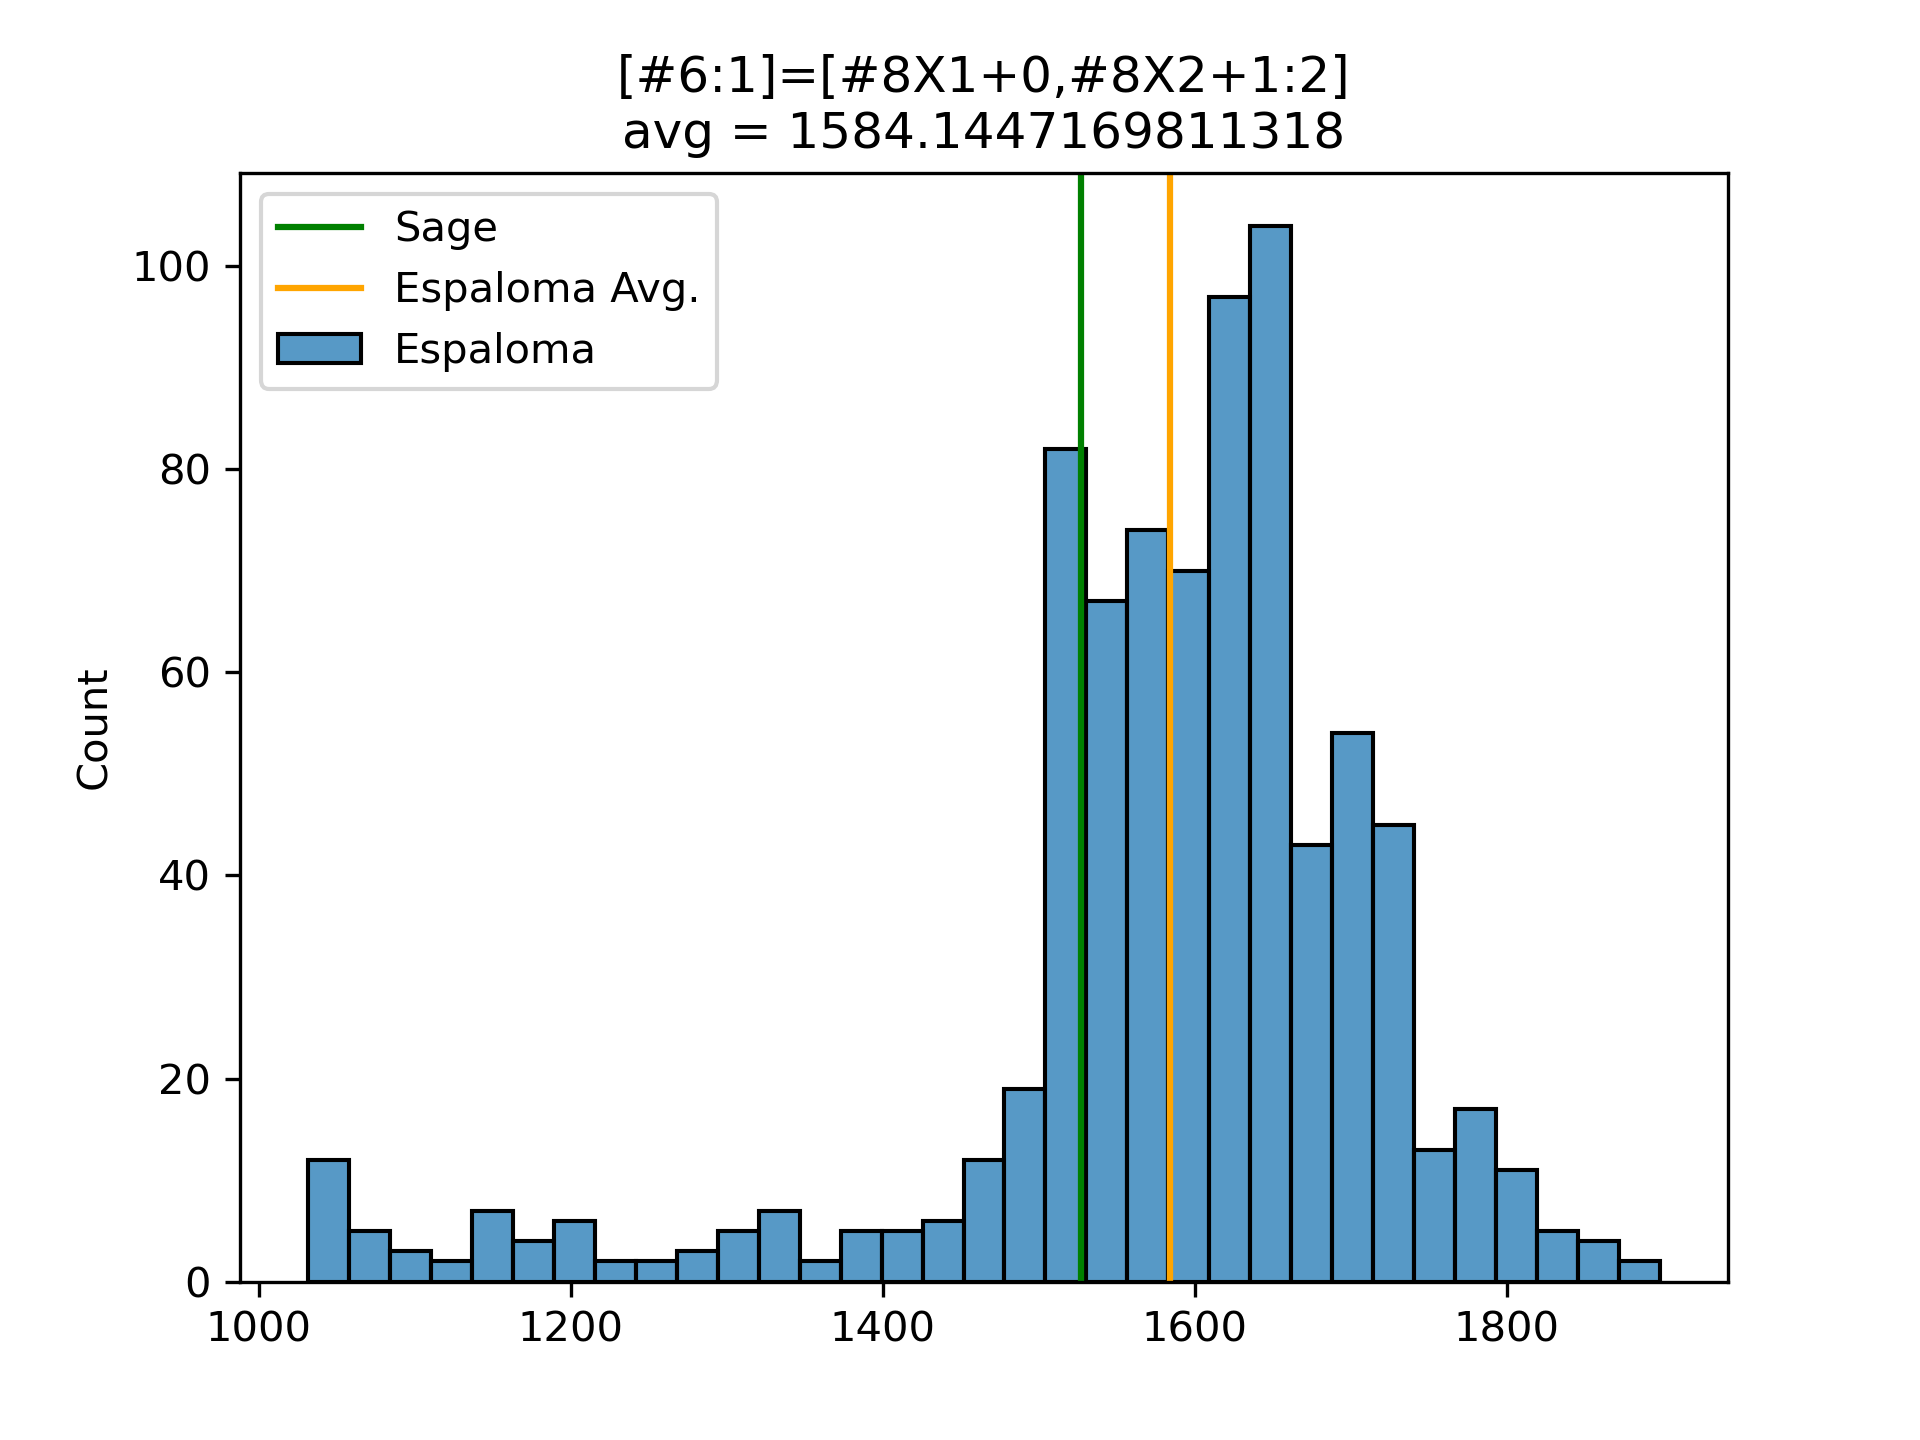 [#6:1]=[#8X1+0,#8X2+1:2]
avg = 1584.1447169811318
Sage
Espaloma Avg.
Espaloma
Count
100
80
60
40
20
0
1000 1200 1400 1600 1800